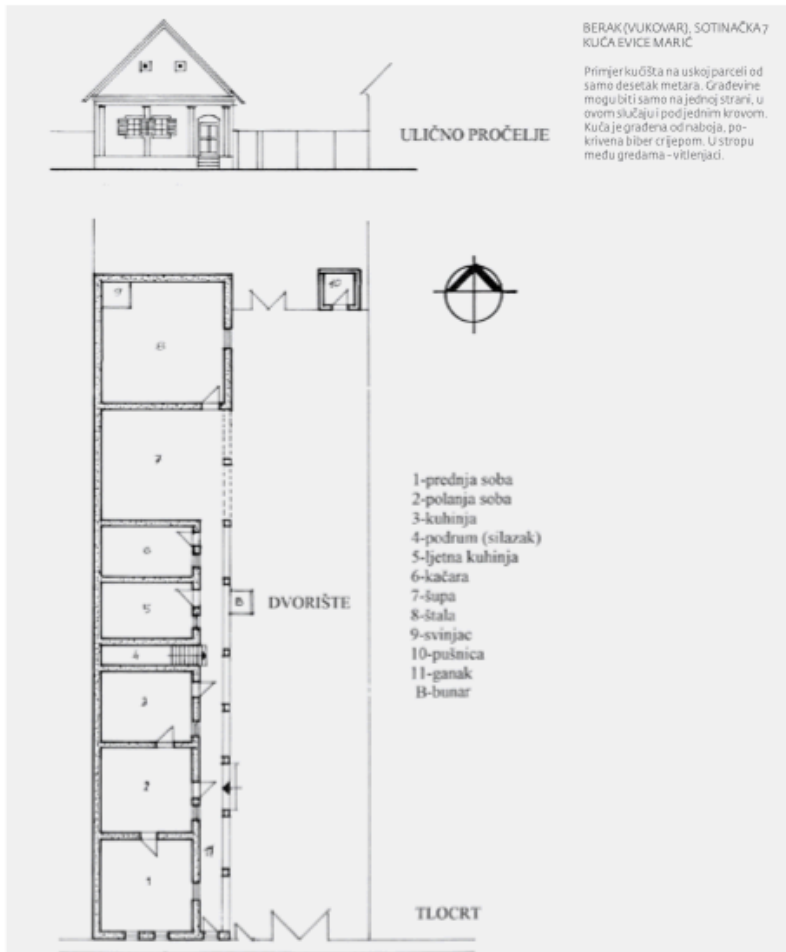 BERAK (VUKOVAR), SOTINAČKA 7
KUĆA EVICE MARIĆ
Primjer kućišta na uskoj parceli od
samo desetak metara. Građevine
mogu biti samo na jednoj strani, u
ovom slučaju i pod jednim krovom.
Kuća je građena od naboja, po-
krivena biber crijepom. U stropu
među gredama - vitlenjaci.
ULIČNO PROČELJE
9
10
8
7
6
5
B
DVORIŠTE
4
3
2
11
1
1-prednja soba
2-polanja soba
3-kuhinja
4-podrum (silazak)
5-ljetna kuhinja
6-kačara
7-šupa
8-štala
9-svinjac
10-pušnica
11-ganak
B-bunar
TLOCRT